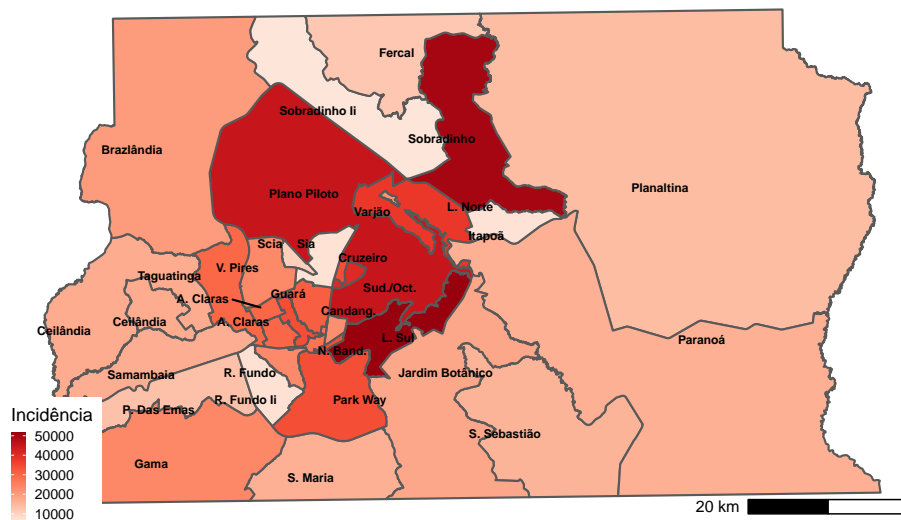 Fercal
Sobradinho Ii
Sobradinho
Brazlândia
Planaltina
Plano Piloto
Varjão
L. Norte
Itapoã
Scia
Sia
Cruzeiro
V. Pires
Taguatinga
Sud./Oct.
Guará
A. Claras
Candang.
Ceilândia
Ceilândia
A. Claras
L. Sul
Paranoá
N. Band.
Samambaia
R. Fundo
Jardim Botânico
R. Fundo Ii
Park Way
P. Das Emas
S. Sebastião
Gama
S. Maria
Incidência
50000
40000
30000
20000
10000
20 km